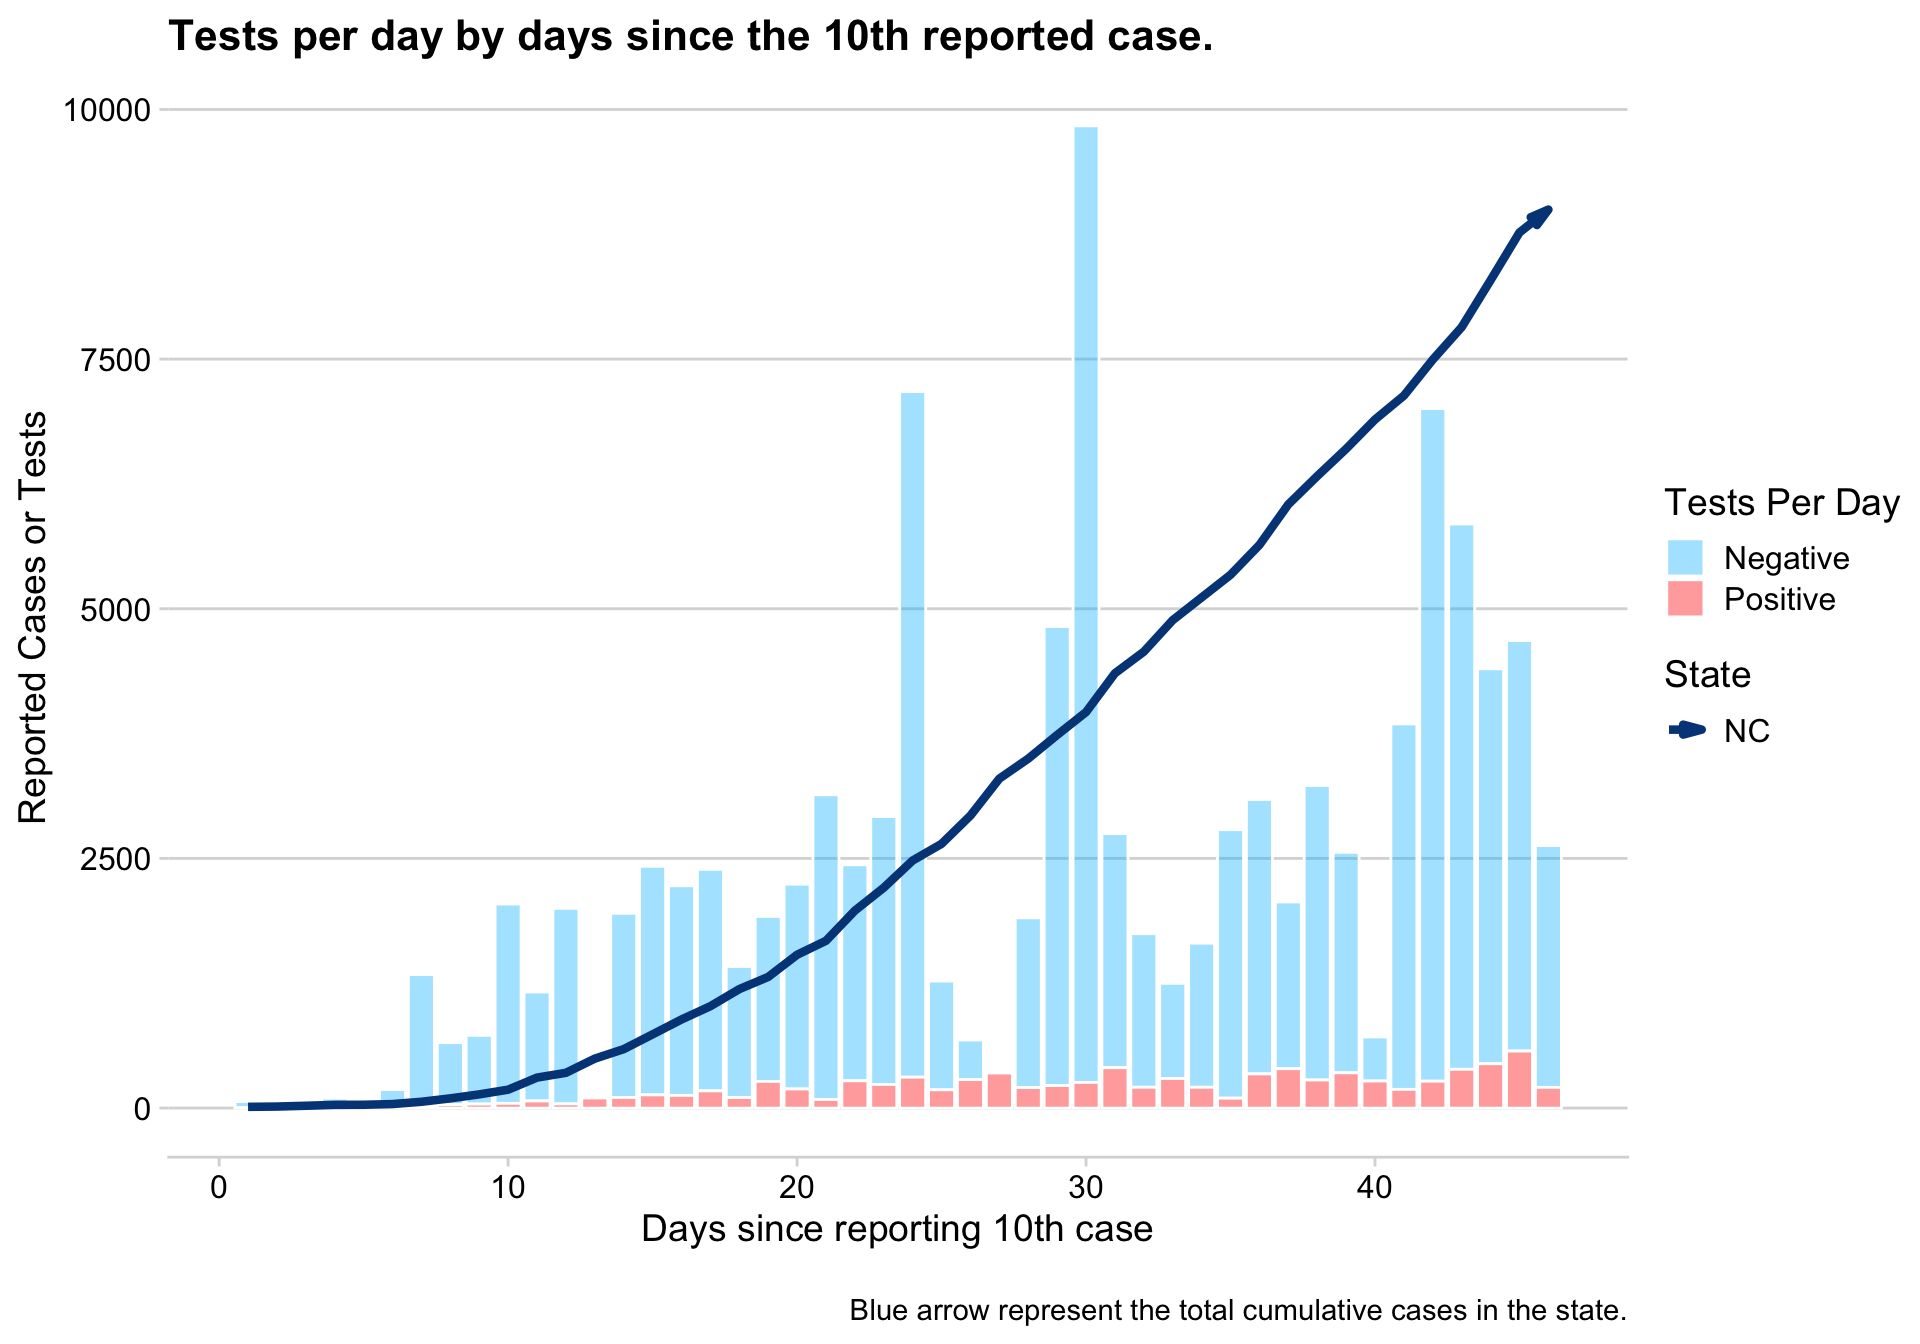 Tests per day by days since the 10th reported case.
10000
7500
5000
2500
0
Reported Cases or Tests
0 10 20 30 40
Days since reporting 10th case
Tests Per Day
Negative
Positive
State
NC
Blue arrow represent the total cumulative cases in the state.